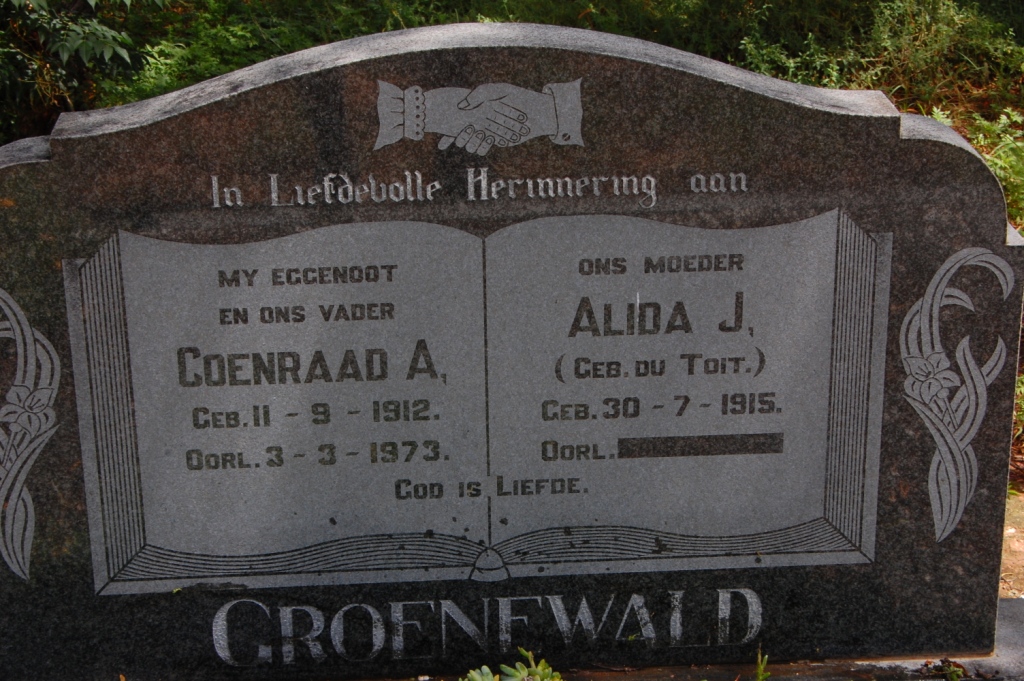 In Liefdevolle Herinnering aan
MY EGGENOOT
EN ONS VADER
COENRAAD A,
GEB. 11 - 9 - 1912.
OORL. 3 - 3 - 1973.
ONS MOEDER
ALIDA J,
(GEB. DU TOIT.)
GEB. 30 - 7 - 1915.
OORL.
GOD IS LIEFDE.
GROENEWALD